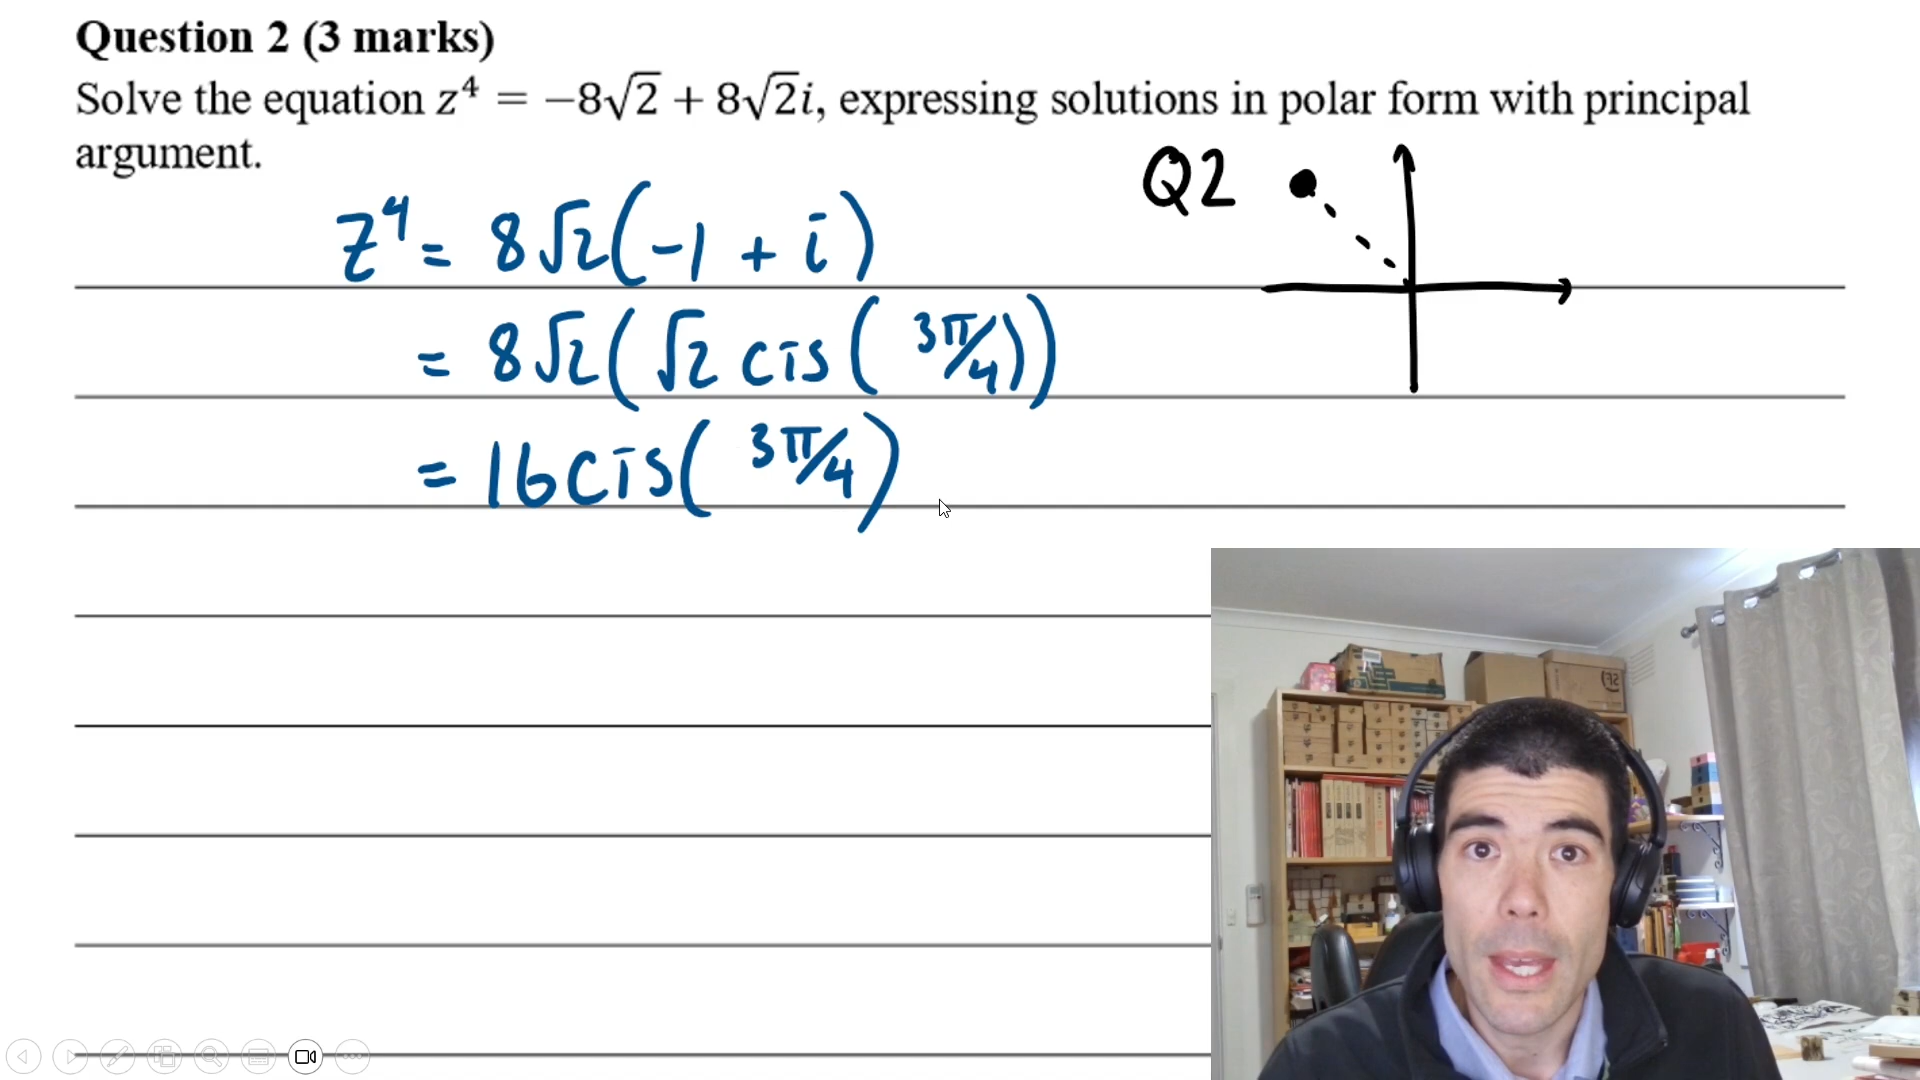 Question 2 (3 marks)
Solve the equation z⁴ = −8√2 + 8√2i, expressing solutions in polar form with principal
argument.
Q2
z⁴ = 8√2(-1 + i)
= 8√2(√2 cis(3π/4))
= 16cis(3π/4)